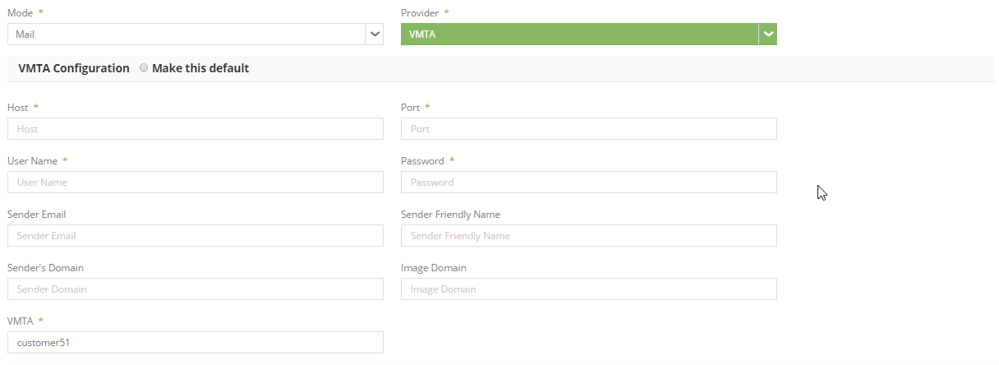 Mode * Provider *
Mail VMTA
VMTA Configuration Make this default
Host * Port *
Host Port
User Name * Password *
User Name Password
Sender Email Sender Friendly Name
Sender Email Sender Friendly Name
Sender's Domain Image Domain
Sender Domain Image Domain
VMTA *
customer51